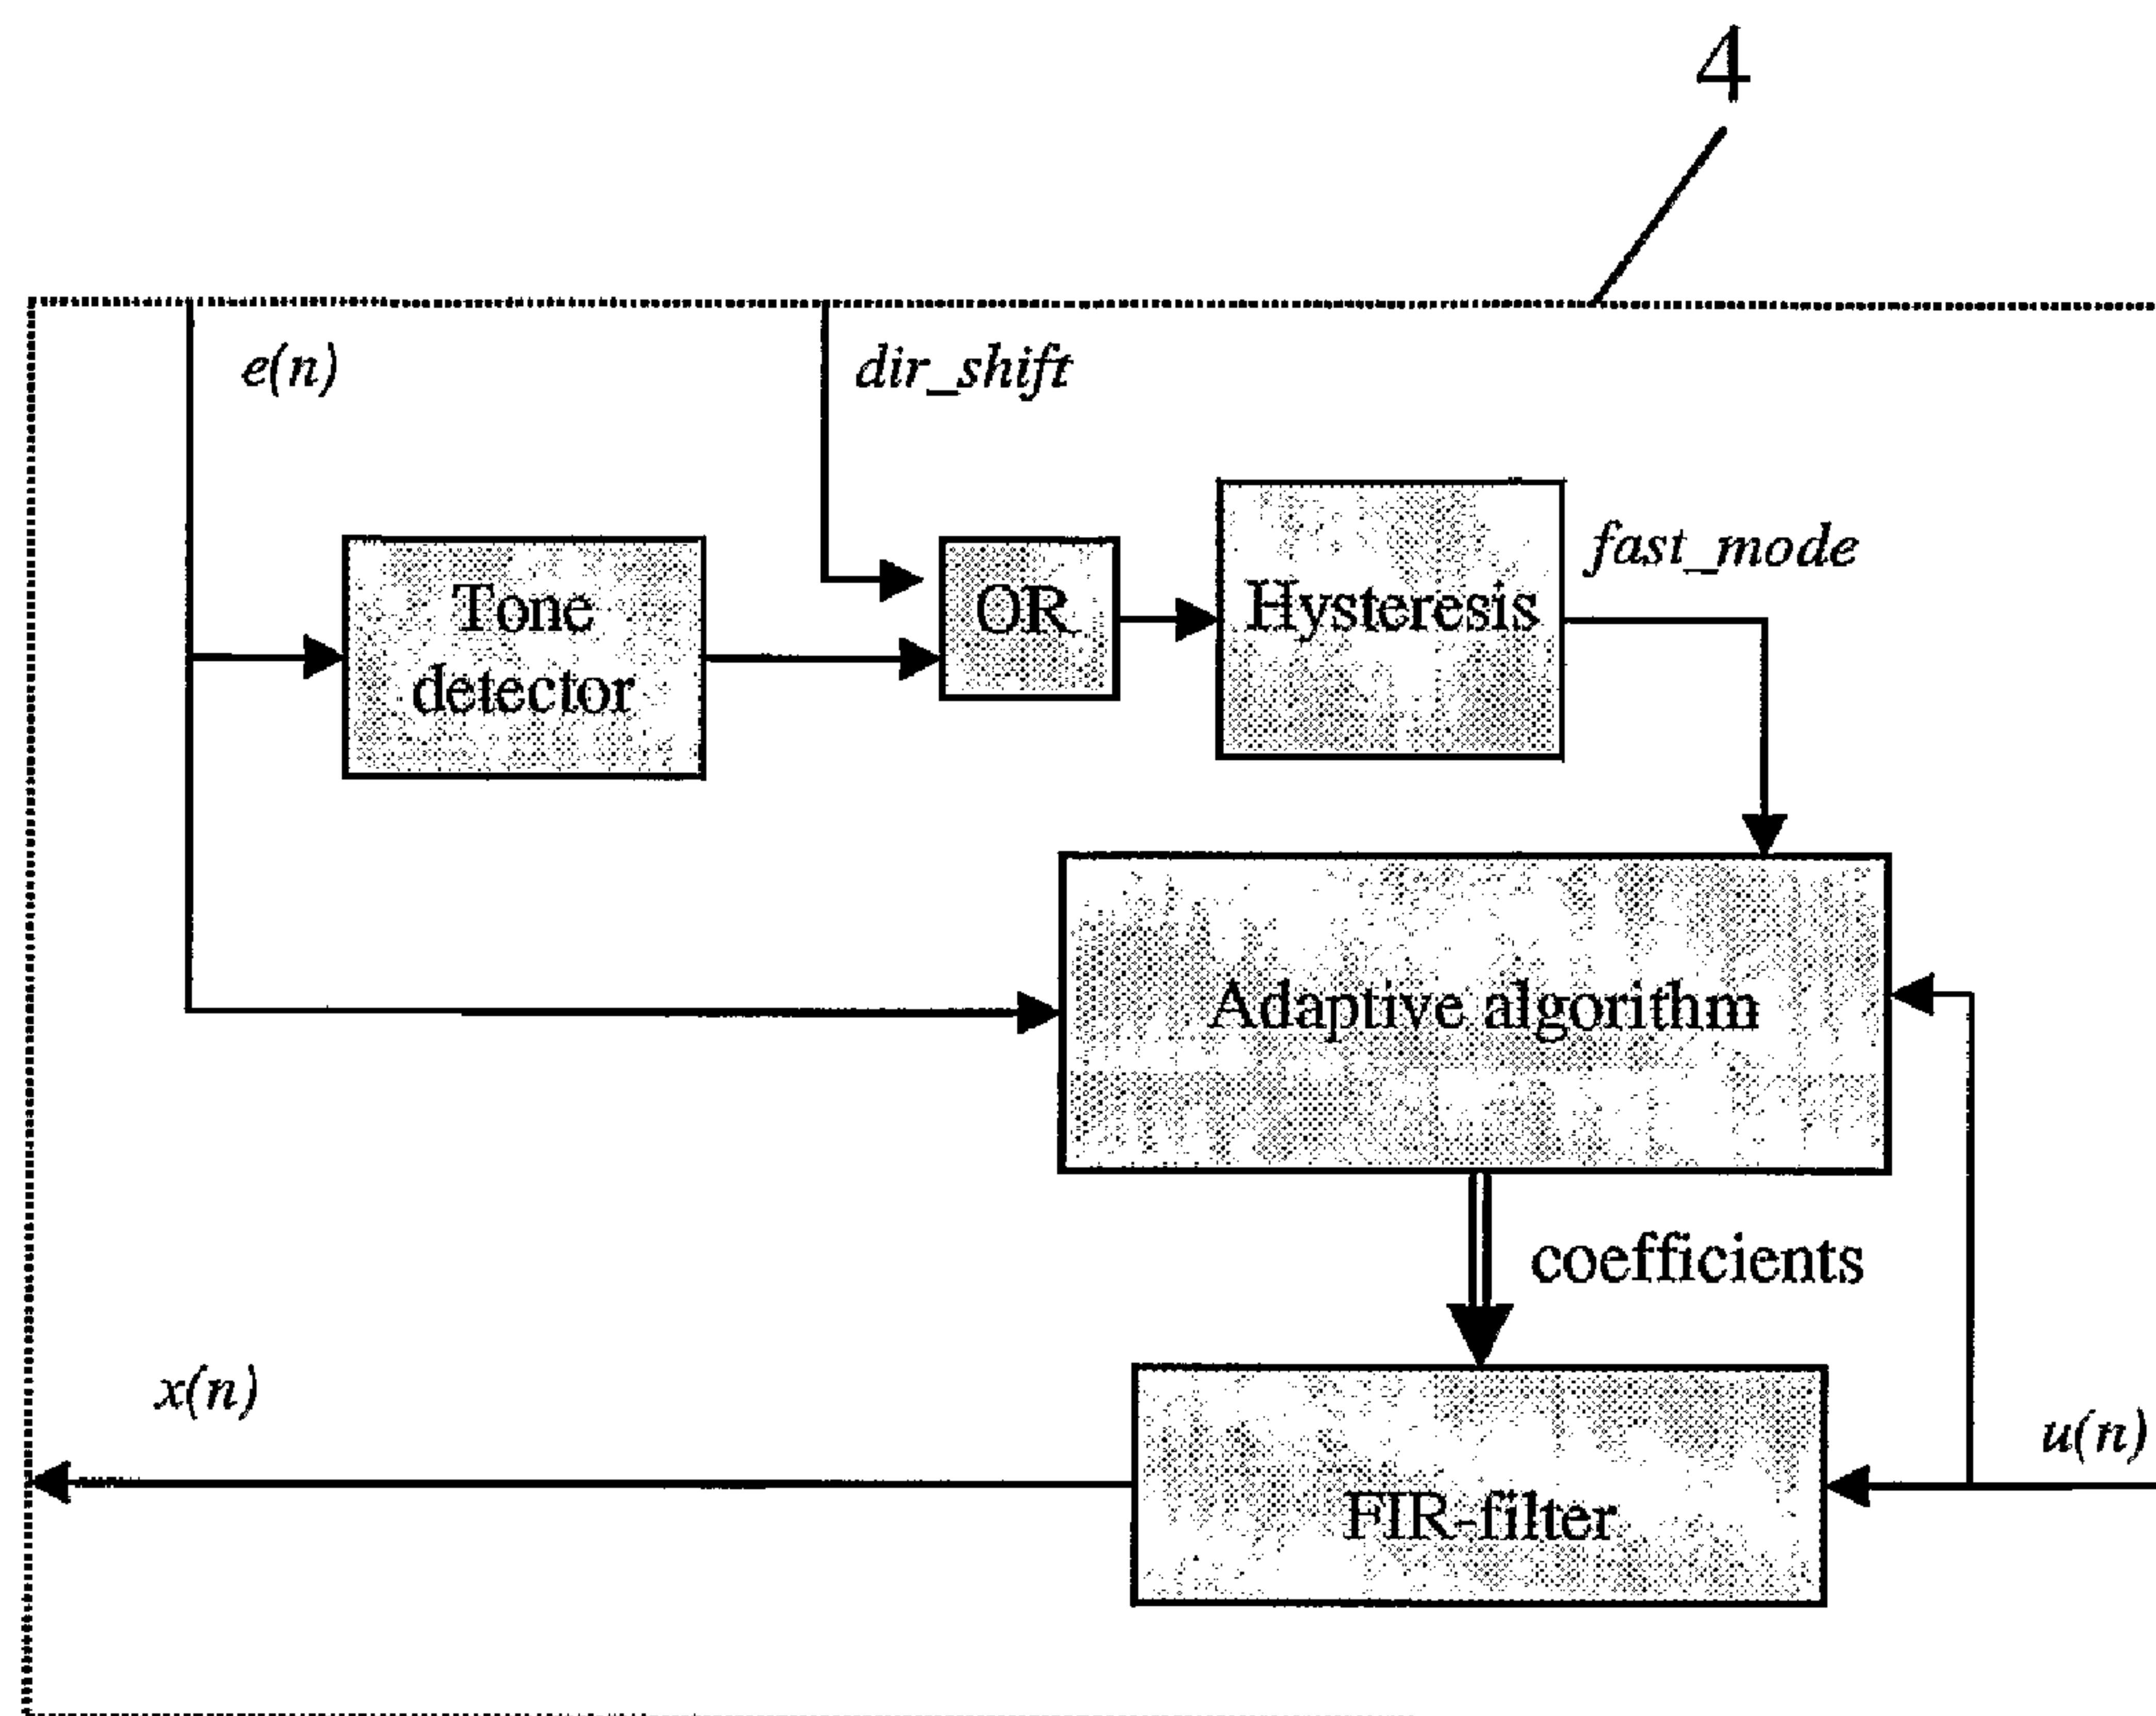 4
e(n)
dir_shift
fast_mode
Tone
detector
OR
Hysteresis
Adaptive algorithm
coefficients
x(n)
u(n)
FIR-filter